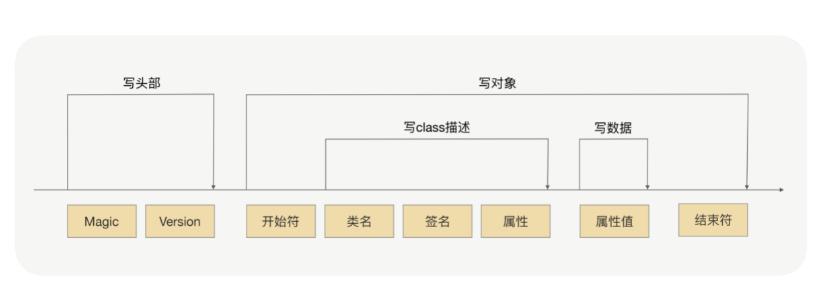 写头部
写对象
写class描述
写数据
Magic
Version
开始符
类名
签名
属性
属性值
结束符